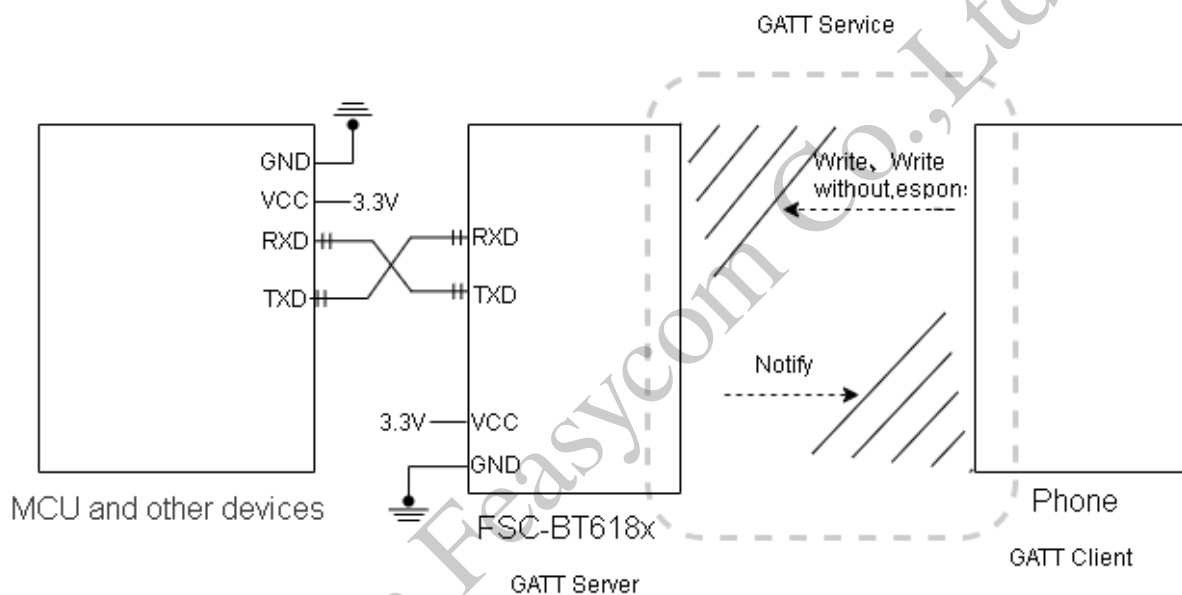 GATT Service
Write、Write
without,espon:
GND
VCC
3.3V
RXD
TXD
RXD
TXD
Notify
3.3V
VCC
GND
MCU and other devices
FSC-BT618x
Phone
GATT Server
GATT Client
Feasycom Co.,Ltd